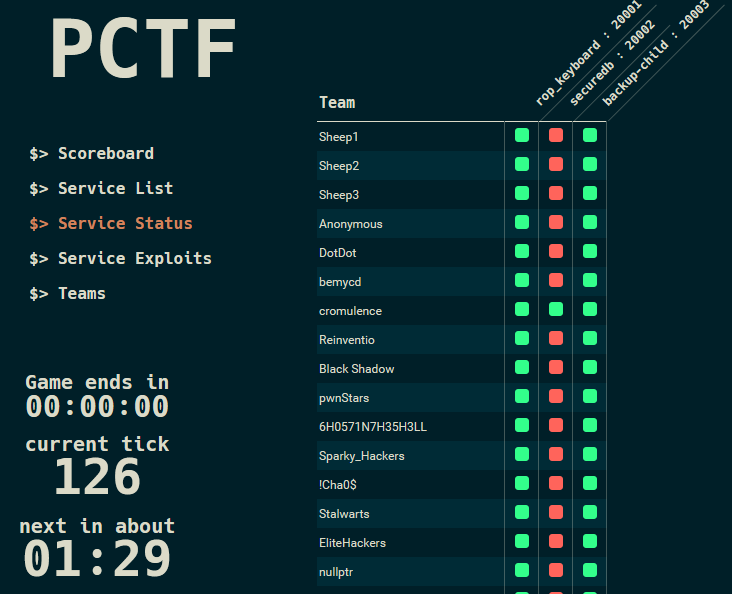 PCTF
$> Scoreboard
$> Service List
$> Service Status
$> Service Exploits
$> Teams
Game ends in
00:00:00
current tick
126
next in about
01:29
Team
rop_keyboard : 20001
securedb : 20002
backup-child : 20003
Sheep1
Sheep2
Sheep3
Anonymous
DotDot
bemycd
cromulence
Reinventio
Black Shadow
pwnStars
6H0571N7H35H3LL
Sparky_Hackers
!Cha0$
Stalwarts
EliteHackers
nullptr